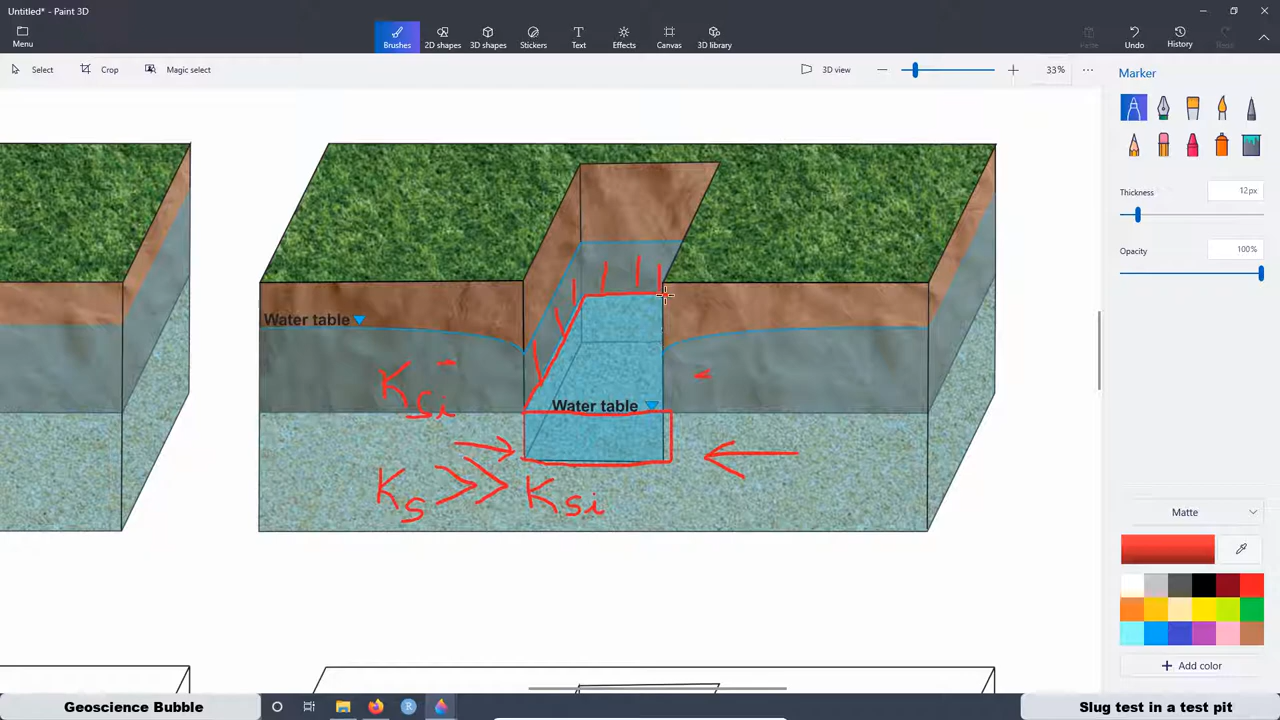 Untitled* - Paint 3D
Menu
Brushes
2D shapes
3D shapes
Stickers
Text
Effects
Canvas
3D library
Paste
Undo
History
Redo
Select
Crop
Magic select
3D view
33%
Marker
Thickness
12px
Opacity
100%
Matte
Add color
Water table
Ksi
Water table
Ks >> Ksi
Geoscience Bubble
Slug test in a test pit